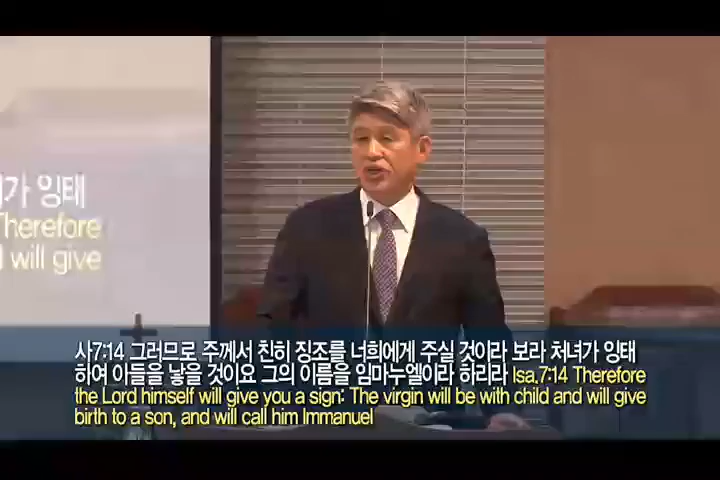 가 잉태
Therefore
will give
사7:14 그러므로 주께서 친히 징조를 너희에게 주실 것이라 보라 처녀가 잉태
하여 아들을 낳을 것이요 그의 이름을 임마누엘이라 하리라 Isa.7:14 Therefore
the Lord himself will give you a sign: The virgin will be with child and will give
birth to a son, and will call him Immanuel